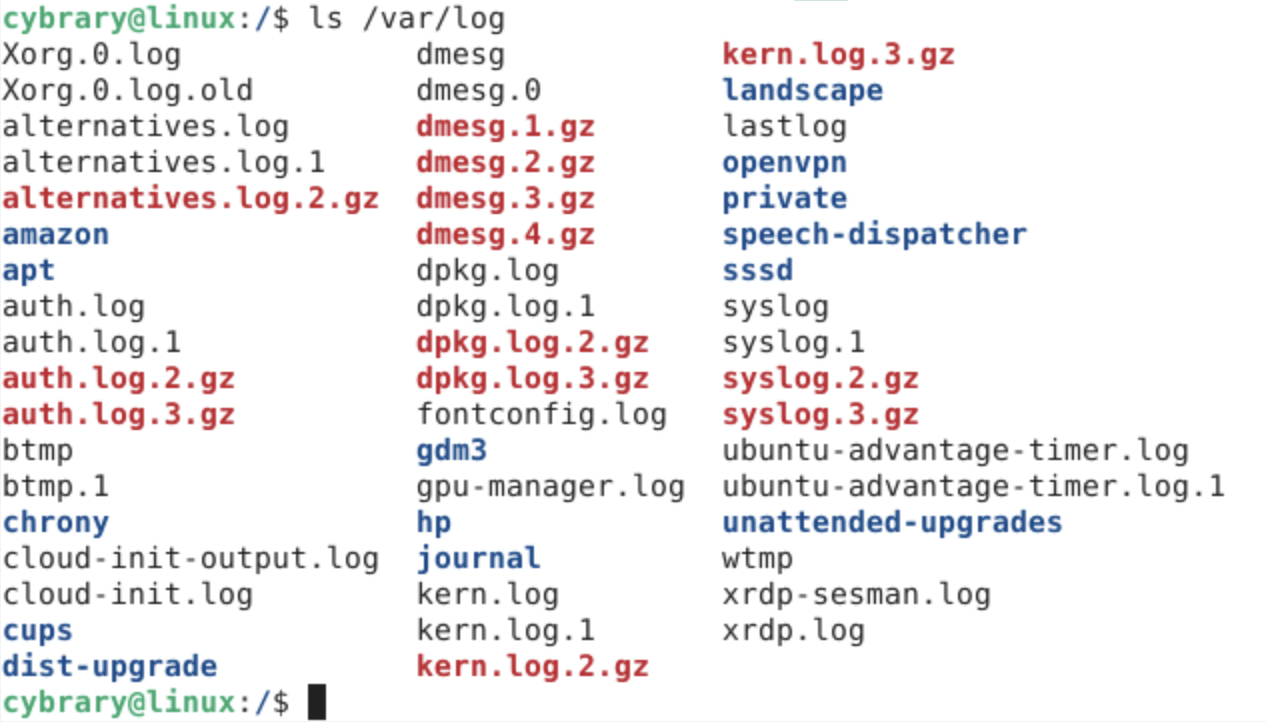 cybrary@linux:/$ ls /var/log
Xorg.0.log dmesg kern.log.3.gz
Xorg.0.log.old dmesg.0 landscape
alternatives.log dmesg.1.gz lastlog
alternatives.log.1 dmesg.2.gz openvpn
alternatives.log.2.gz dmesg.3.gz private
amazon dmesg.4.gz speech-dispatcher
apt dpkg.log sssd
auth.log dpkg.log.1 syslog
auth.log.1 dpkg.log.2.gz syslog.1
auth.log.2.gz dpkg.log.3.gz syslog.2.gz
auth.log.3.gz fontconfig.log syslog.3.gz
btmp gdm3 ubuntu-advantage-timer.log
btmp.1 gpu-manager.log ubuntu-advantage-timer.log.1
chrony hp unattended-upgrades
cloud-init-output.log journal wtmp
cloud-init.log kern.log xrdp-sesman.log
cups kern.log.1 xrdp.log
dist-upgrade kern.log.2.gz
cybrary@linux:/$